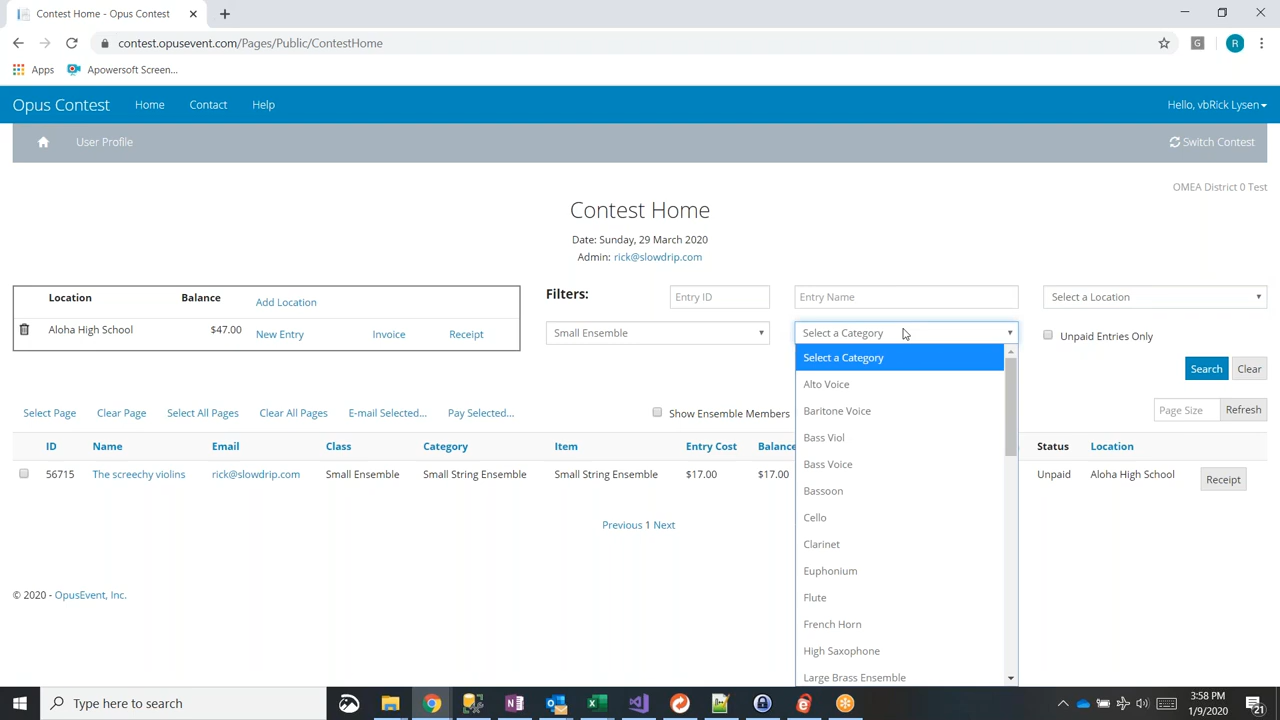 Contest Home - Opus Contest
contest.opusevent.com/Pages/Public/ContestHome
G
R
Apps
Apowersoft Screen...
Opus Contest
Home
Contact
Help
Hello, vbRick Lysen
User Profile
Switch Contest
OMEA District 0 Test
Contest Home
Date: Sunday, 29 March 2020
Admin: rick@slowdrip.com
Location Balance Add Location
Aloha High School $47.00 New Entry Invoice Receipt
Filters:
Entry ID
Entry Name
Select a Location
Small Ensemble
Select a Category
Unpaid Entries Only
Search
Clear
Select a Category
Alto Voice
Baritone Voice
Bass Viol
Bass Voice
Bassoon
Cello
Clarinet
Euphonium
Flute
French Horn
High Saxophone
Large Brass Ensemble
Select Page Clear Page Select All Pages Clear All Pages E-mail Selected... Pay Selected...
Show Ensemble Members
Page Size
Refresh
ID Name Email Class Category Item Entry Cost Balance Status Location
56715 The screechy violins rick@slowdrip.com Small Ensemble Small String Ensemble Small String Ensemble $17.00 $17.00 Unpaid Aloha High School Receipt
Previous 1 Next
© 2020 - OpusEvent, Inc.
Type here to search
3:58 PM
1/9/2020
21